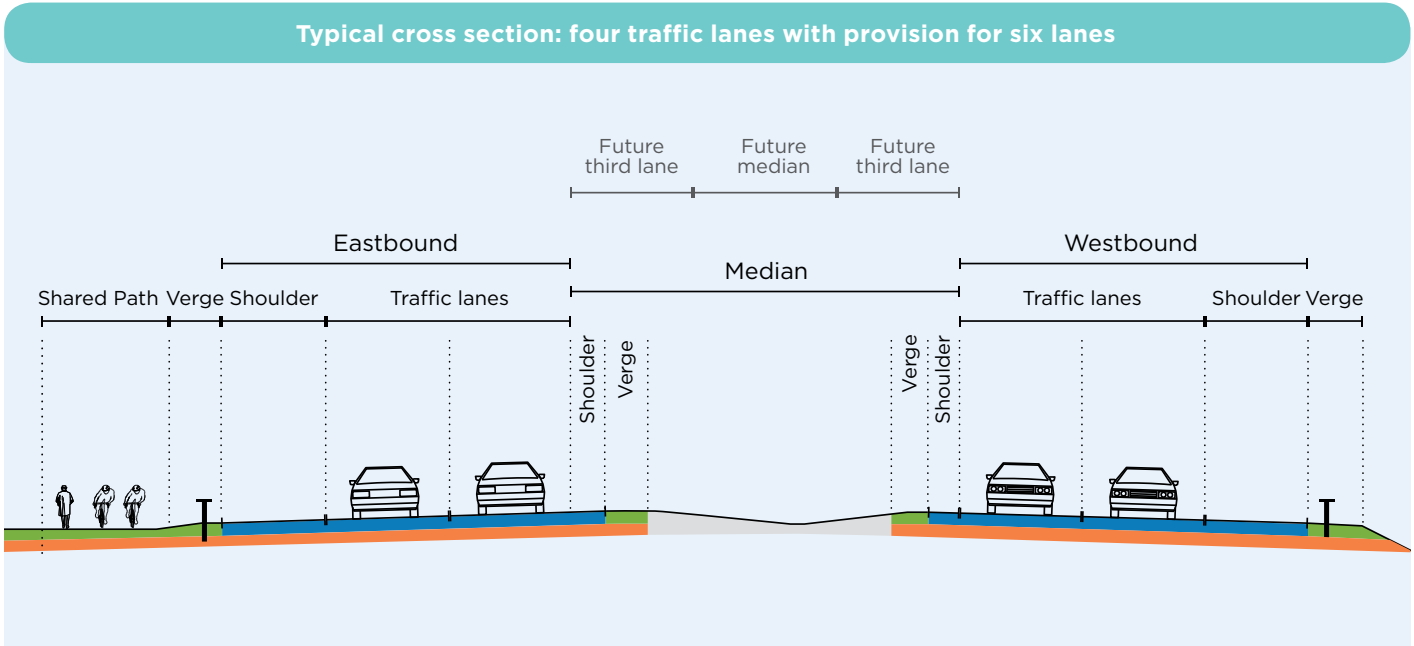 Typical cross section: four traffic lanes with provision for six lanes
Future
third lane
Future
median
Future
third lane
Eastbound
Median
Westbound
Shared Path
Verge
Shoulder
Traffic lanes
Traffic lanes
Shoulder
Verge
Shoulder
Verge
Verge
Shoulder